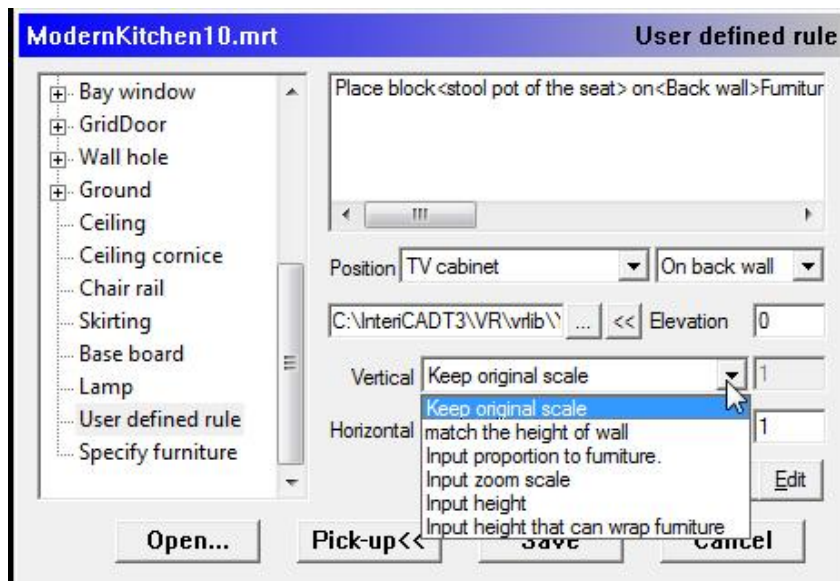 ModernKitchen10.mrt User defined rule
Bay window
GridDoor
Wall hole
Ground
Ceiling
Ceiling cornice
Chair rail
Skirting
Base board
Lamp
User defined rule
Specify furniture
Place block<stool pot of the seat> on<Back wall>Furnitur
Position TV cabinet On back wall
C:\InteriCADT3\VR\vrlib\ ... << Elevation 0
Vertical Keep original scale 1
Keep original scale
match the height of wall
Input proportion to furniture.
Input zoom scale
Input height
Input height that can wrap furniture
Horizontal 1
Edit
Open... Pick-up<< Save Cancel